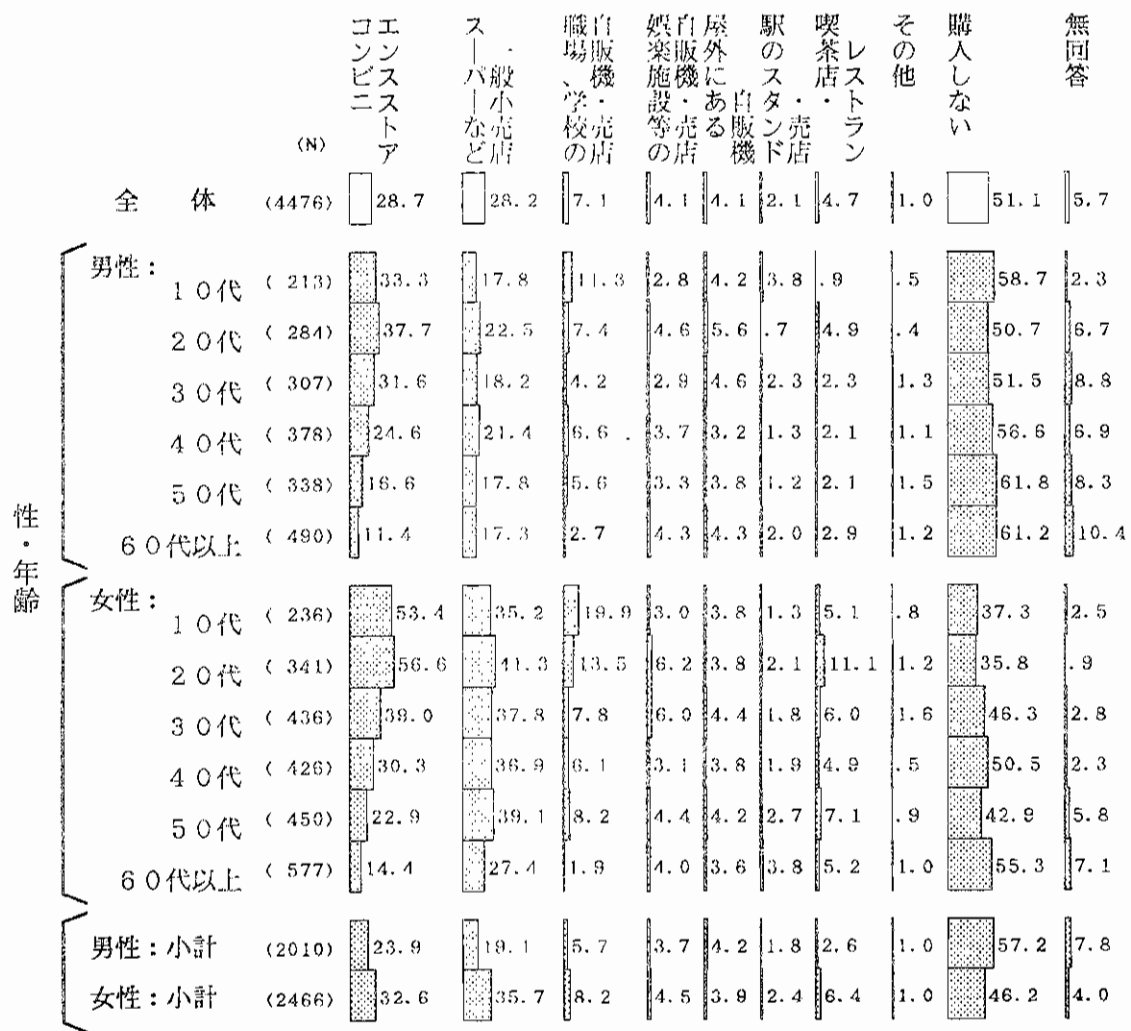 コンビニエンスストア
スーパーなど一般小売店
職場、学校の自販機・売店
娯楽施設等の自販機・売店
屋外にある自販機
駅のスタンド・売店
喫茶店・レストラン
その他
購入しない
無回答
(N)
全 体 (4476) 28.7 28.2 7.1 4.1 4.1 2.1 4.7 1.0 51.1 5.7
性・年齢
男性：
10代 ( 213) 33.3 17.8 11.3 2.8 4.2 3.8 .9 .5 58.7 2.3
20代 ( 284) 37.7 22.5 7.4 4.6 5.6 .7 4.9 .4 50.7 6.7
30代 ( 307) 31.6 18.2 4.2 2.9 4.6 2.3 2.3 1.3 51.5 8.8
40代 ( 378) 24.6 21.4 6.6 3.7 3.2 1.3 2.1 1.1 56.6 6.9
50代 ( 338) 16.6 17.8 5.6 3.3 3.8 1.2 2.1 1.5 61.8 8.3
60代以上 ( 490) 11.4 17.3 2.7 4.3 4.3 2.0 2.9 1.2 61.2 10.4
女性：
10代 ( 236) 53.4 35.2 19.9 3.0 3.8 1.3 5.1 .8 37.3 2.5
20代 ( 341) 56.6 41.3 13.5 6.2 3.8 2.1 11.1 1.2 35.8 .9
30代 ( 436) 39.0 37.8 7.8 6.0 4.4 1.8 6.0 1.6 46.3 2.8
40代 ( 426) 30.3 36.9 6.1 3.1 3.8 1.9 4.9 .5 50.5 2.3
50代 ( 450) 22.9 39.1 8.2 4.4 4.2 2.7 7.1 .9 42.9 5.8
60代以上 ( 577) 14.4 27.4 1.9 4.0 3.6 3.8 5.2 1.0 55.3 7.1
男性：小計 (2010) 23.9 19.1 5.7 3.7 4.2 1.8 2.6 1.0 57.2 7.8
女性：小計 (2466) 32.6 35.7 8.2 4.5 3.9 2.4 6.4 1.0 46.2 4.0